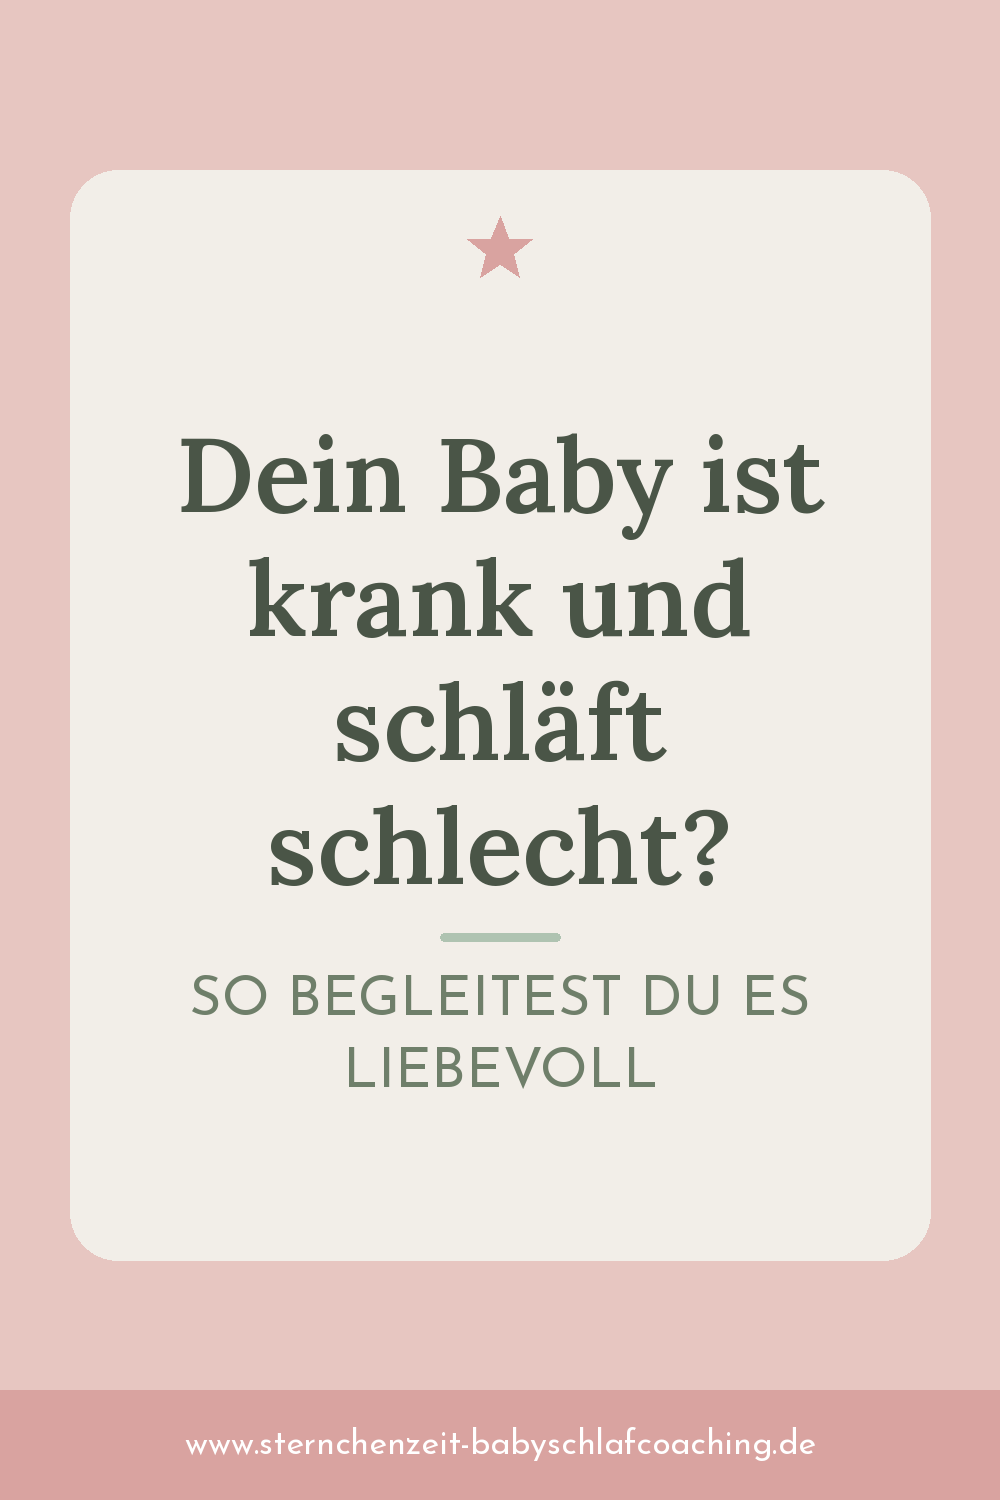 Dein Baby ist
krank und
schläft
schlecht?
SO BEGLEITEST DU ES
LIEBEVOLL
www.sternchenzeit-babyschlafcoaching.de